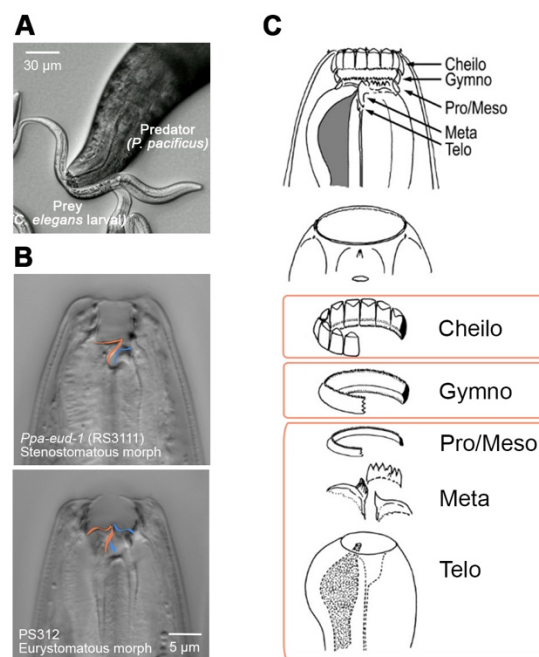 A
30 µm
Predator
(P. pacificus)
Prey
(C. elegans larval)
B
Ppa-eud-1 (RS3111)
Stenostomatous morph
PS312
Eurystomatous morph
5 µm
C
Cheilo
Gymno
Pro/Meso
Meta
Telo
Cheilo
Gymno
Pro/Meso
Meta
Telo